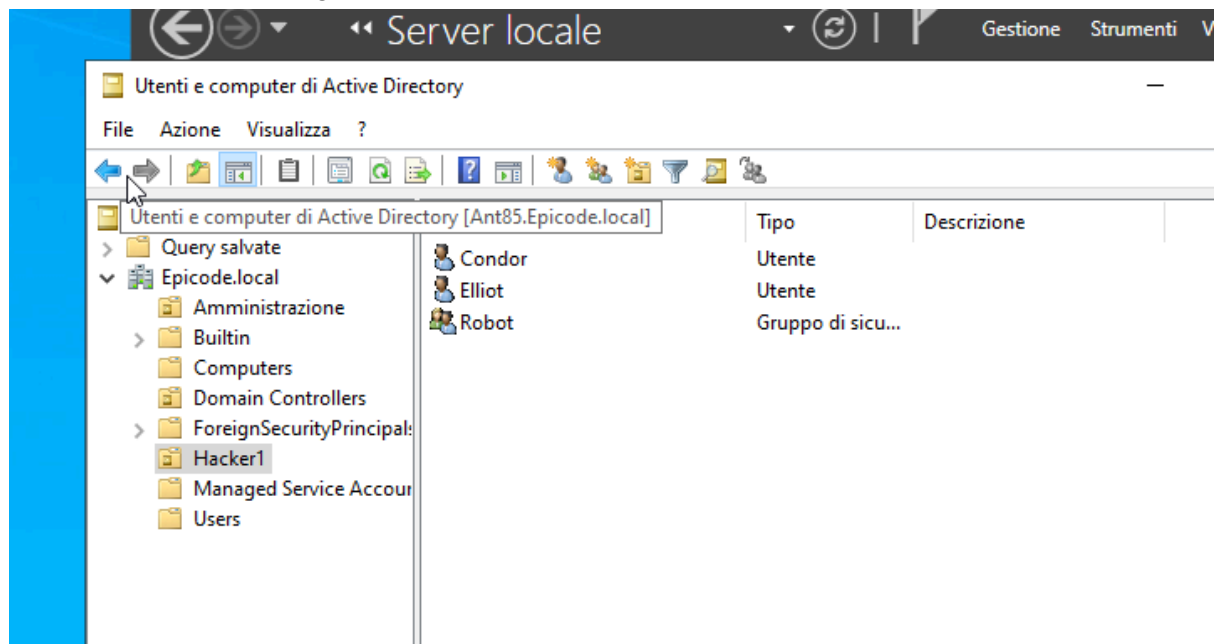 Server locale Gestione Strumenti V
Utenti e computer di Active Directory
File Azione Visualizza ?
Utenti e computer di Active Directory [Ant85.Epicode.local] Tipo Descrizione
Query salvate
Condor Utente
Epicode.local
Elliot Utente
Amministrazione
Robot Gruppo di sicu...
Builtin
Computers
Domain Controllers
ForeignSecurityPrincipals
Hacker1
Managed Service Accour
Users